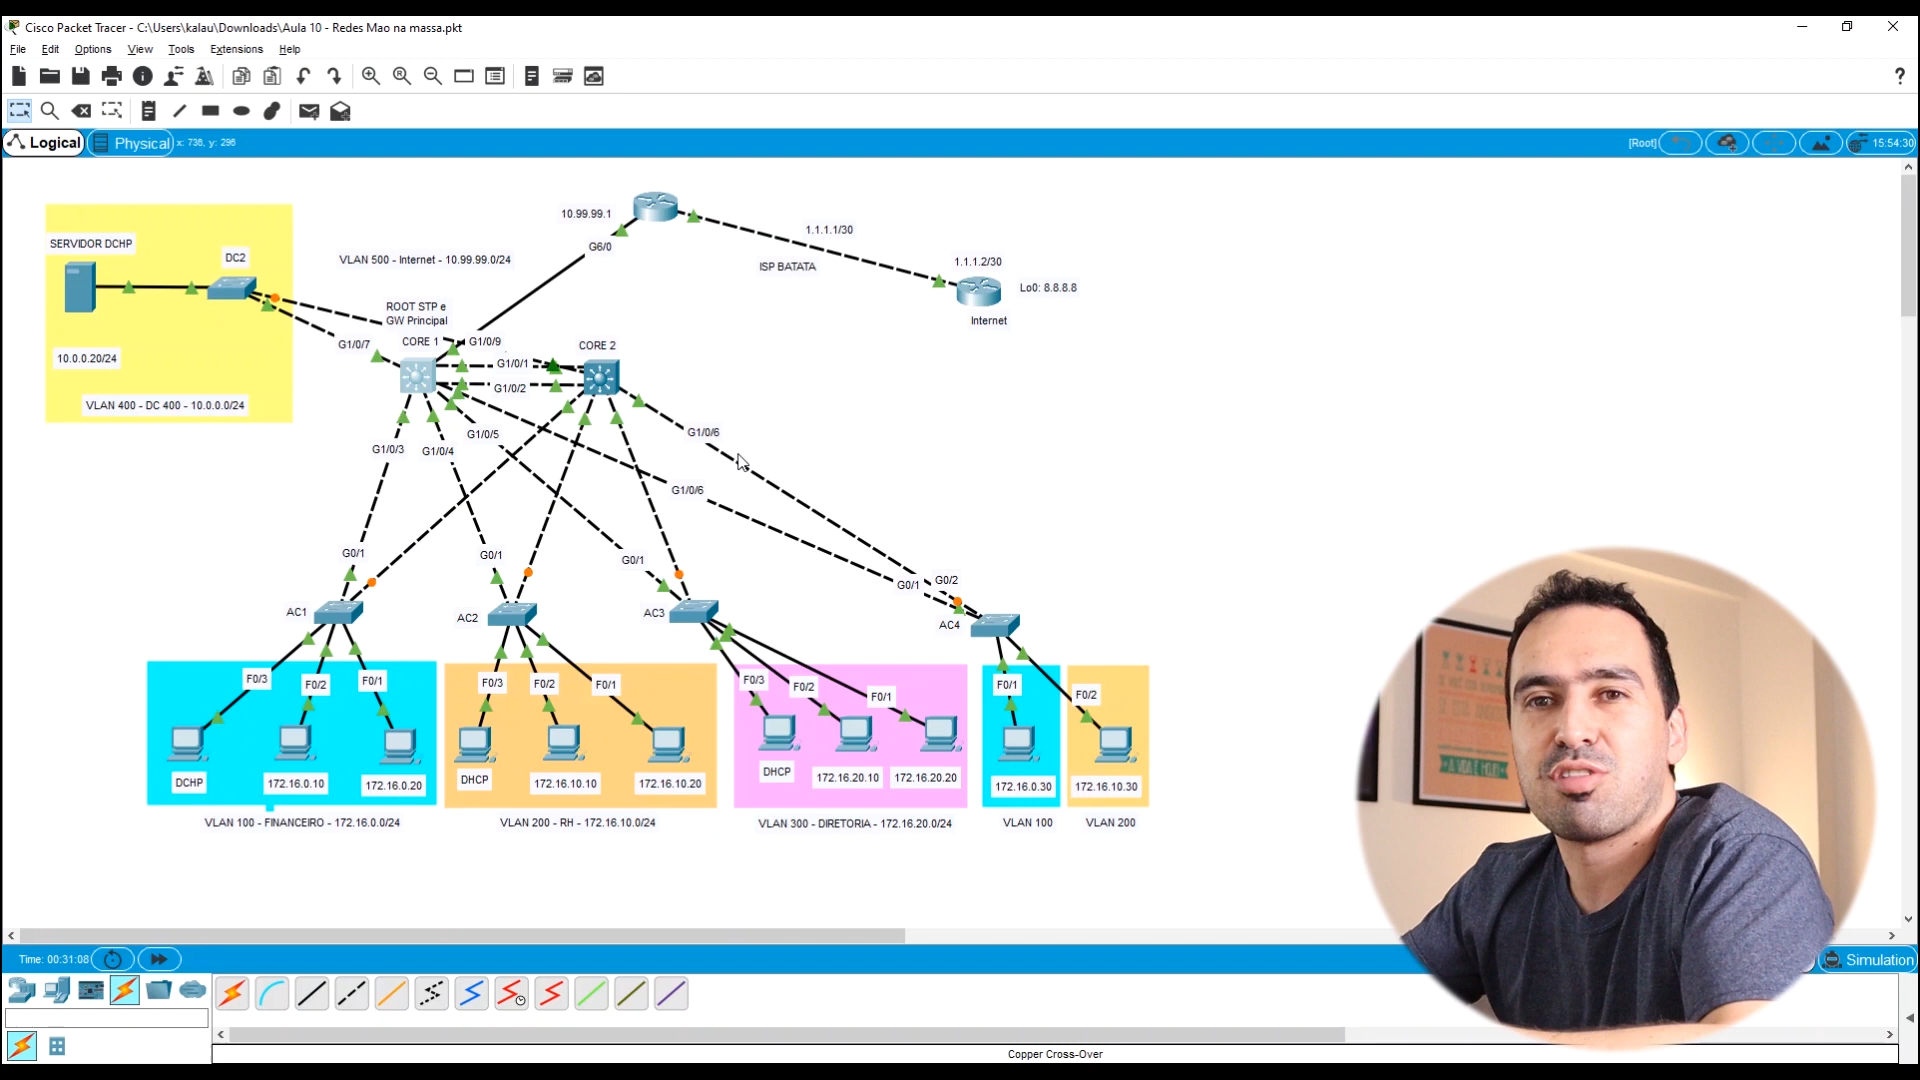 Cisco Packet Tracer - C:\Users\kalau\Downloads\Aula 10 - Redes Mao na massa.pkt
File Edit Options View Tools Extensions Help
?
Logical
Physical
x: 736, y: 296
[Root]
15:54:30
SERVIDOR DCHP
DC2
10.0.0.20/24
VLAN 400 - DC 400 - 10.0.0.0/24
10.99.99.1
G6/0
VLAN 500 - Internet - 10.99.99.0/24
1.1.1.1/30
ISP BATATA
1.1.1.2/30
Lo0: 8.8.8.8
Internet
ROOT STP e
GW Principal
CORE 1
G1/0/9
CORE 2
G1/0/7
G1/0/1
G1/0/2
G1/0/3
G1/0/4
G1/0/5
G1/0/6
G1/0/6
G0/1
G0/1
G0/1
G0/1
G0/2
AC1
AC2
AC3
AC4
F0/3
F0/2
F0/1
F0/3
F0/2
F0/1
F0/3
F0/2
F0/1
F0/1
F0/2
DCHP
172.16.0.10
172.16.0.20
DHCP
172.16.10.10
172.16.10.20
DHCP
172.16.20.10
172.16.20.20
172.16.0.30
172.16.10.30
VLAN 100 - FINANCEIRO - 172.16.0.0/24
VLAN 200 - RH - 172.16.10.0/24
VLAN 300 - DIRETORIA - 172.16.20.0/24
VLAN 100
VLAN 200
Time: 00:31:08
Simulation
Copper Cross-Over